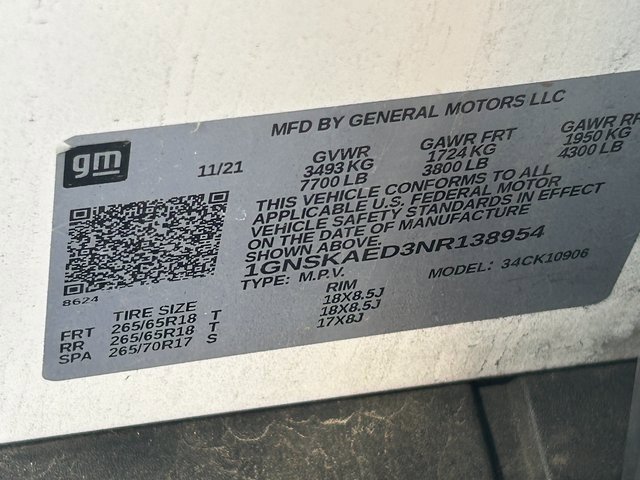 gm
MFD BY GENERAL MOTORS LLC
11/21
GVWR GAWR FRT GAWR RR
3493 KG 1724 KG 1950 KG
7700 LB 3800 LB 4300 LB
THIS VEHICLE CONFORMS TO ALL
APPLICABLE U.S. FEDERAL MOTOR
VEHICLE SAFETY STANDARDS IN EFFECT
ON THE DATE OF MANUFACTURE
SHOWN ABOVE.
1GNSKAED3NR138954
TYPE: M.P.V. MODEL: 34CK10906
8624
TIRE SIZE RIM
FRT 265/65R18 T 18X8.5J
RR 265/65R18 T 18X8.5J
SPA 265/70R17 S 17X8J